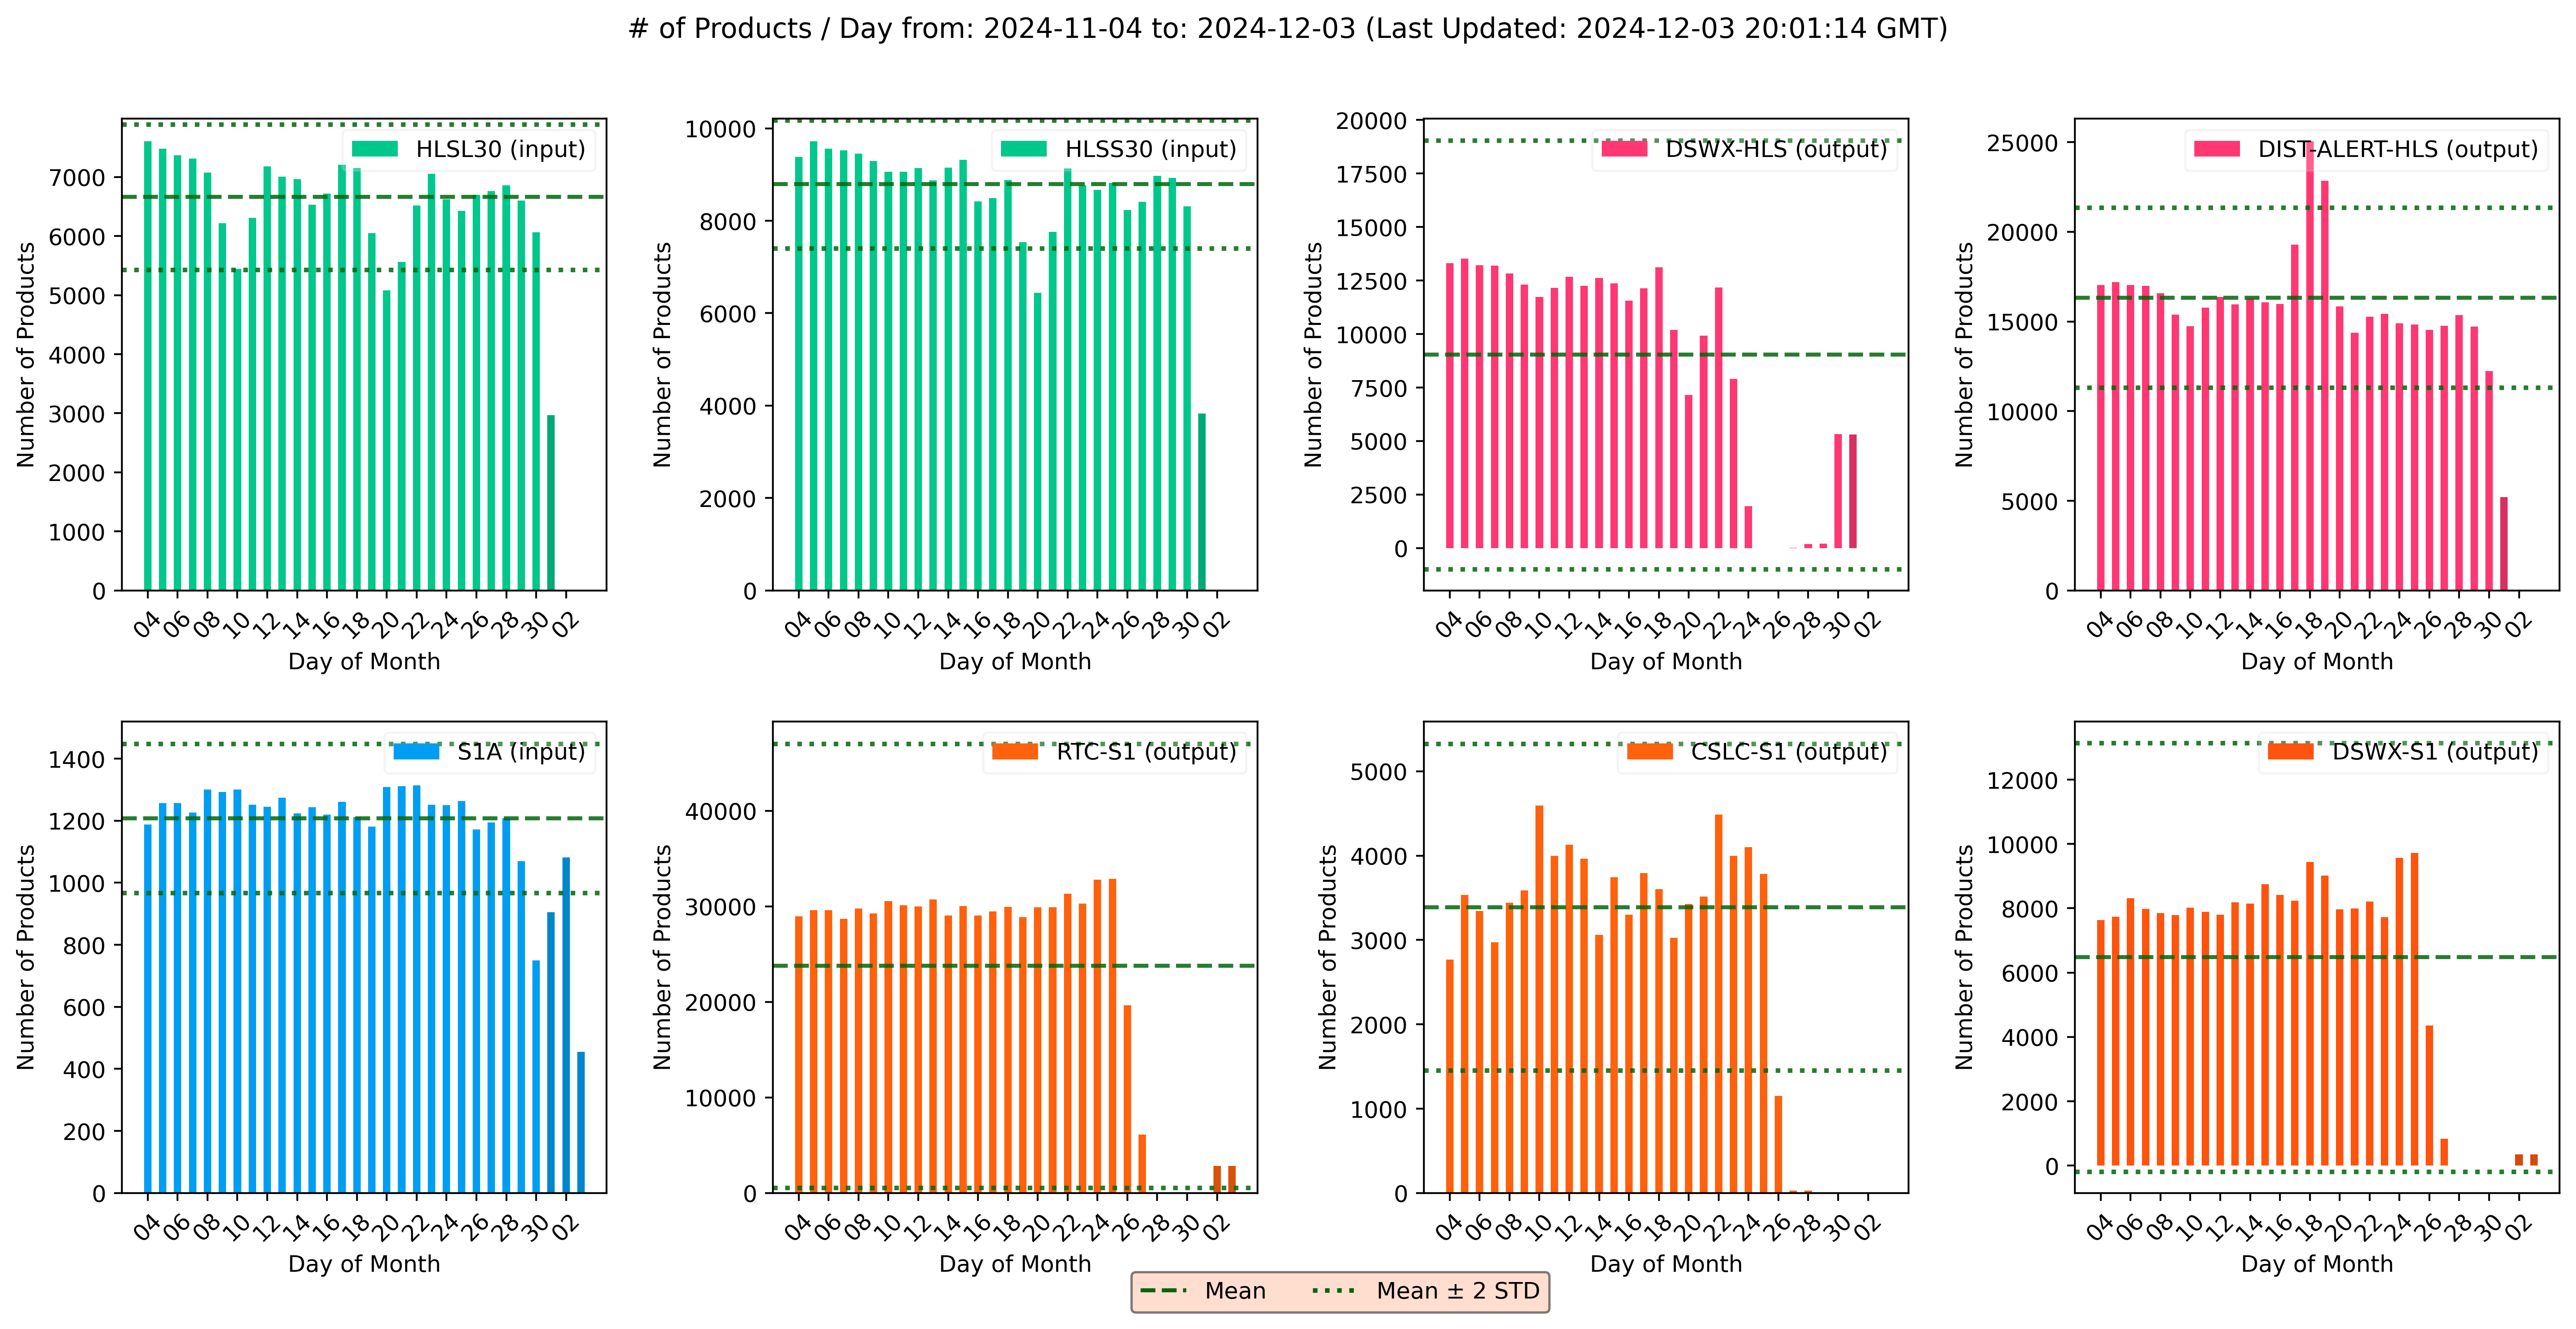 # of Products / Day from: 2024-11-04 to: 2024-12-03 (Last Updated: 2024-12-03 20:01:14 GMT)
HLSL30 (input)
Number of Products
7000
6000
5000
4000
3000
2000
1000
0
04 06 08 10 12 14 16 18 20 22 24 26 28 30 02
Day of Month
HLSS30 (input)
Number of Products
10000
8000
6000
4000
2000
0
04 06 08 10 12 14 16 18 20 22 24 26 28 30 02
Day of Month
DSWX-HLS (output)
Number of Products
20000
17500
15000
12500
10000
7500
5000
2500
0
04 06 08 10 12 14 16 18 20 22 24 26 28 30 02
Day of Month
DIST-ALERT-HLS (output)
Number of Products
25000
20000
15000
10000
5000
0
04 06 08 10 12 14 16 18 20 22 24 26 28 30 02
Day of Month
S1A (input)
Number of Products
1400
1200
1000
800
600
400
200
0
04 06 08 10 12 14 16 18 20 22 24 26 28 30 02
Day of Month
RTC-S1 (output)
Number of Products
40000
30000
20000
10000
0
04 06 08 10 12 14 16 18 20 22 24 26 28 30 02
Day of Month
CSLC-S1 (output)
Number of Products
5000
4000
3000
2000
1000
0
04 06 08 10 12 14 16 18 20 22 24 26 28 30 02
Day of Month
DSWX-S1 (output)
Number of Products
12000
10000
8000
6000
4000
2000
0
04 06 08 10 12 14 16 18 20 22 24 26 28 30 02
Day of Month
Mean
Mean ± 2 STD